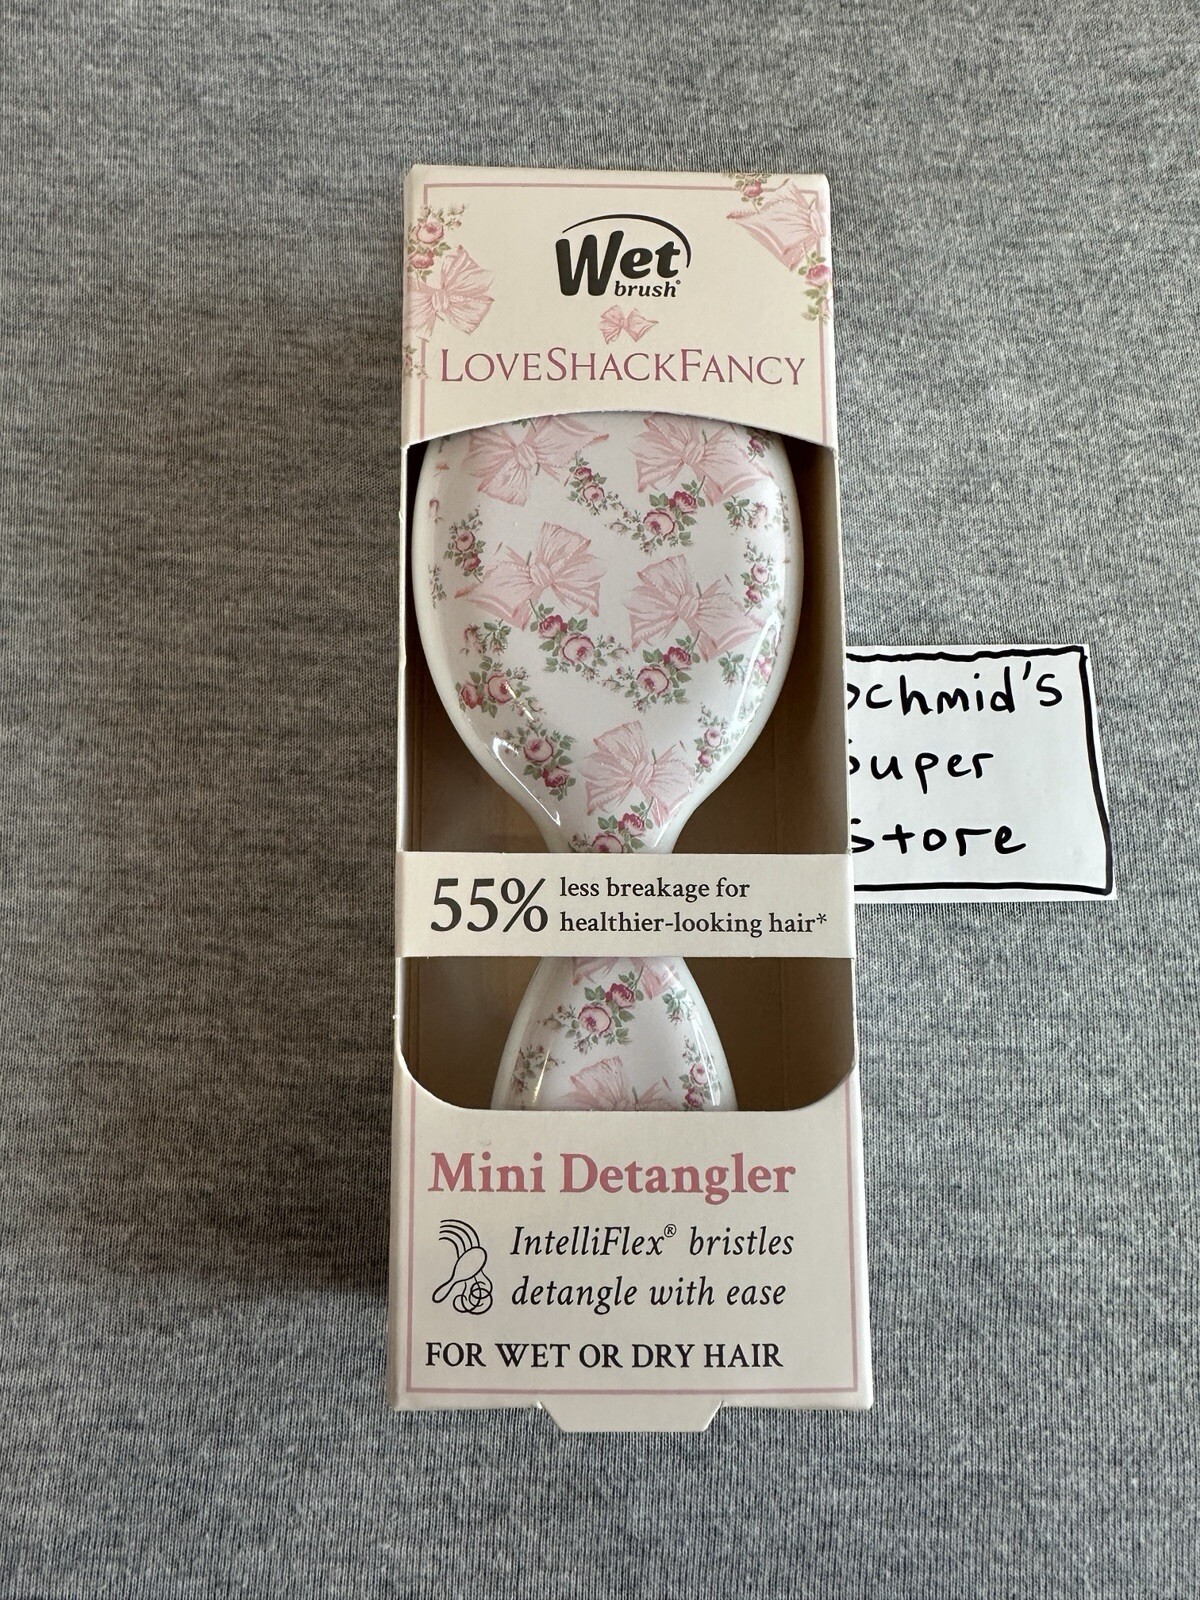 Wet
brush®
LOVESHACKFANCY
chmid's
uper
store
55% less breakage for
healthier-looking hair*
Mini Detangler
IntelliFlex® bristles
detangle with ease
FOR WET OR DRY HAIR